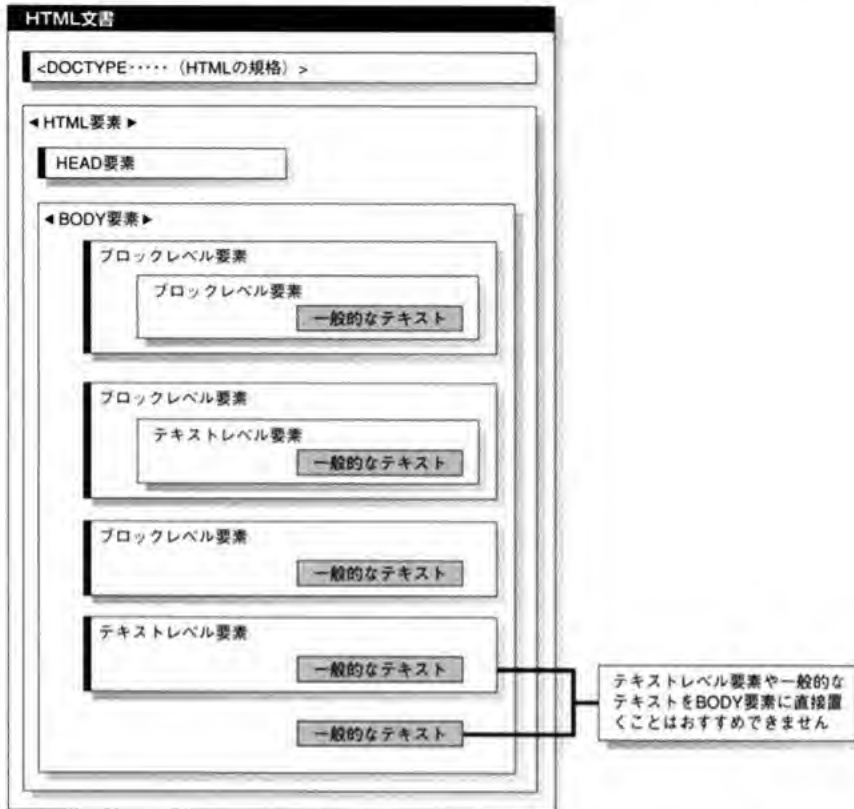 HTML文書
<DOCTYPE‥‥‥（HTMLの規格）>
◀HTML要素▶
HEAD要素
◀BODY要素▶
ブロックレベル要素
ブロックレベル要素
一般的なテキスト
ブロックレベル要素
テキストレベル要素
一般的なテキスト
ブロックレベル要素
一般的なテキスト
テキストレベル要素
一般的なテキスト
一般的なテキスト
テキストレベル要素や一般的な
テキストをBODY要素に直接置
くことはおすすめできません